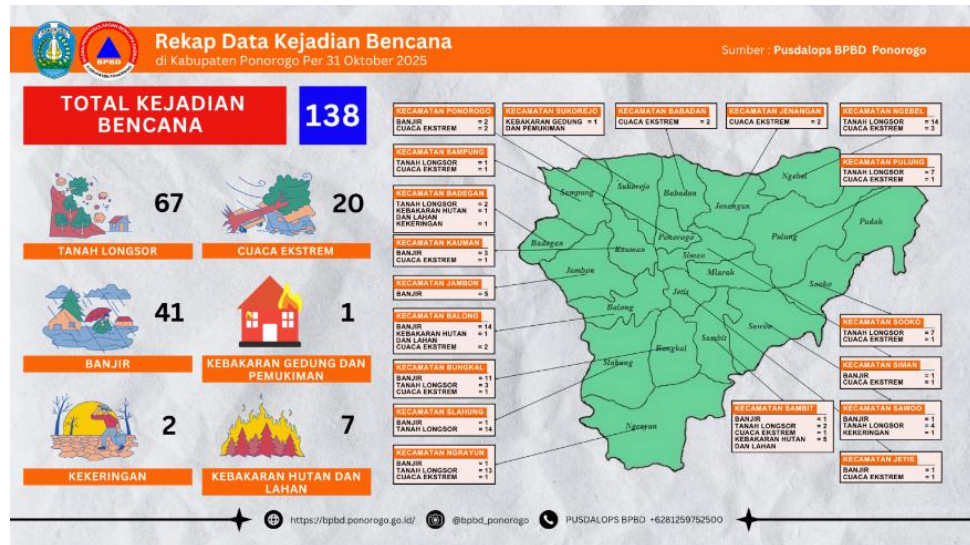 Rekap Data Kejadian Bencana
di Kabupaten Ponorogo Per 31 Oktober 2025
Sumber : Pusdalops BPBD Ponorogo
BPBD
TOTAL KEJADIAN
BENCANA
138
67
TANAH LONGSOR
20
CUACA EKSTREM
41
BANJIR
1
KEBAKARAN GEDUNG DAN
PEMUKIMAN
2
KEKERINGAN
7
KEBAKARAN HUTAN DAN
LAHAN
KECAMATAN PONOROGO
BANJIR = 2
CUACA EKSTREM = 2
KECAMATAN SUKOREJO
KEBAKARAN GEDUNG = 1
DAN PEMUKIMAN
KECAMATAN BABADAN
CUACA EKSTREM = 2
KECAMATAN JENANGAN
CUACA EKSTREM = 2
KECAMATAN NGEBEL
TANAH LONGSOR = 14
CUACA EKSTREM = 3
KECAMATAN SAMPUNG
TANAH LONGSOR = 1
CUACA EKSTREM = 1
KECAMATAN PULUNG
TANAH LONGSOR = 7
CUACA EKSTREM = 1
KECAMATAN BADEGAN
TANAH LONGSOR = 2
KEBAKARAN HUTAN = 1
DAN LAHAN
KEKERINGAN = 1
KECAMATAN KAUMAN
BANJIR = 3
CUACA EKSTREM = 1
KECAMATAN JAMBON
BANJIR = 5
KECAMATAN BALONG
BANJIR = 14
KEBAKARAN HUTAN = 1
DAN LAHAN
CUACA EKSTREM = 2
KECAMATAN BUNGKAL
BANJIR = 11
TANAH LONGSOR = 3
CUACA EKSTREM = 1
KECAMATAN SLAHUNG
BANJIR = 1
TANAH LONGSOR = 14
KECAMATAN NGRAYUN
BANJIR = 1
TANAH LONGSOR = 13
CUACA EKSTREM = 1
Sampung
Sukorejo
Babadan
Jenangan
Ngebel
Pulung
Pudak
Badegan
Kauman
Ponorogo
Siman
Mlarak
Jambon
Jetis
Sooko
Balong
Sawoo
Sambit
Bungkal
Slahung
Ngrayun
KECAMATAN SOOKO
TANAH LONGSOR = 7
CUACA EKSTREM = 1
KECAMATAN SIMAN
BANJIR = 1
CUACA EKSTREM = 1
KECAMATAN SAMBIT
BANJIR = 1
TANAH LONGSOR = 2
CUACA EKSTREM = 1
KEBAKARAN HUTAN = 5
DAN LAHAN
KECAMATAN SAWOO
BANJIR = 1
TANAH LONGSOR = 4
KEKERINGAN = 1
KECAMATAN JETIS
BANJIR = 1
CUACA EKSTREM = 1
https://bpbd.ponorogo.go.id/
@bpbd_ponorogo
PUSDALOPS BPBD +6281259752500